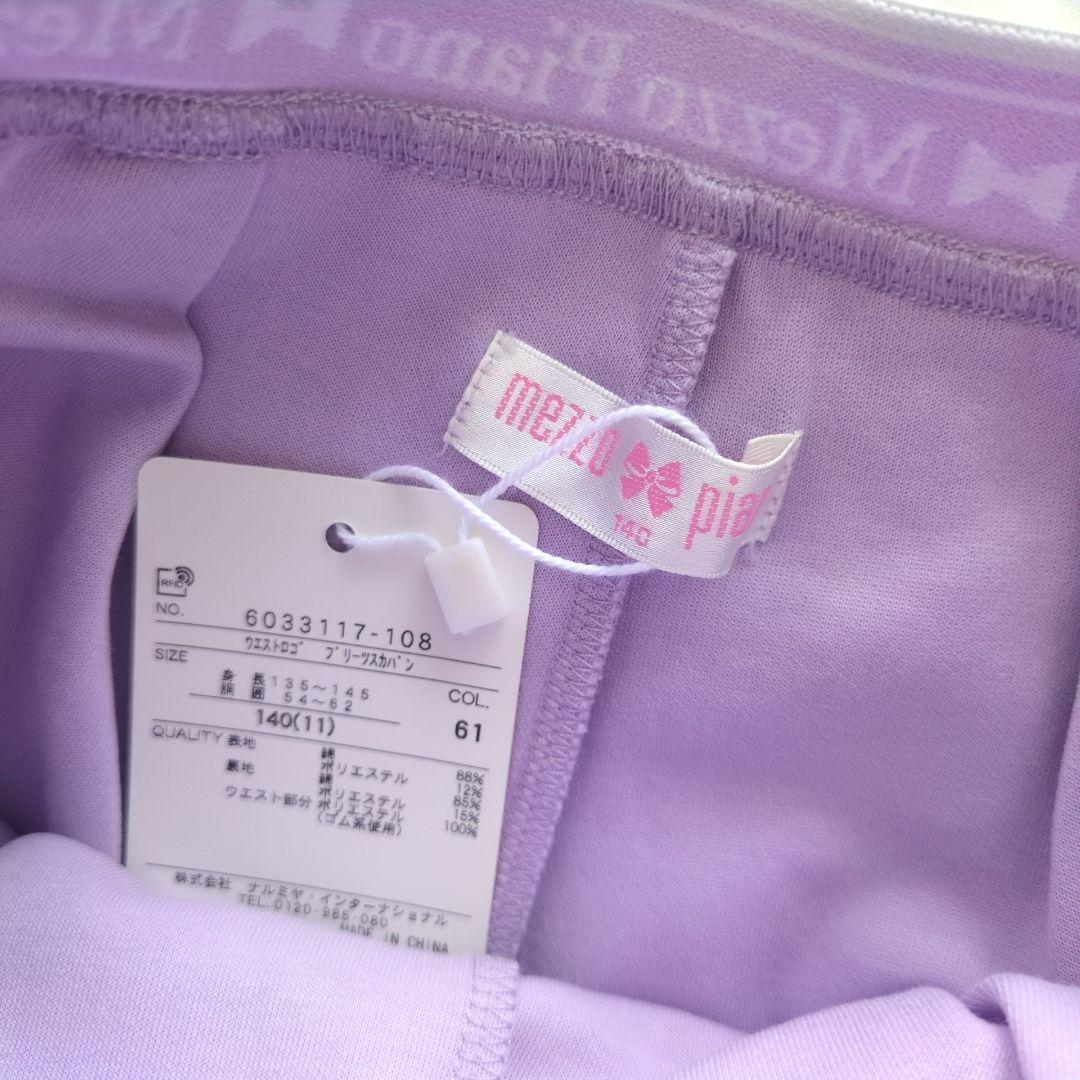 Mezzo Piano Me
mezzo piano
140
RFID
NO.
6033117-108
ウエストロゴ プリーツスカパン
SIZE
身長 135~145
胴囲 54~62
COL.
140(11)
61
QUALITY 表地 綿 88%
ポリエステル 12%
裏地 綿 85%
ポリエステル 15%
ウエスト部分 ポリエステル 100%
(ゴム糸使用)
株式会社 ナルミヤ・インターナショナル
TEL.0120-985-080
MADE IN CHINA